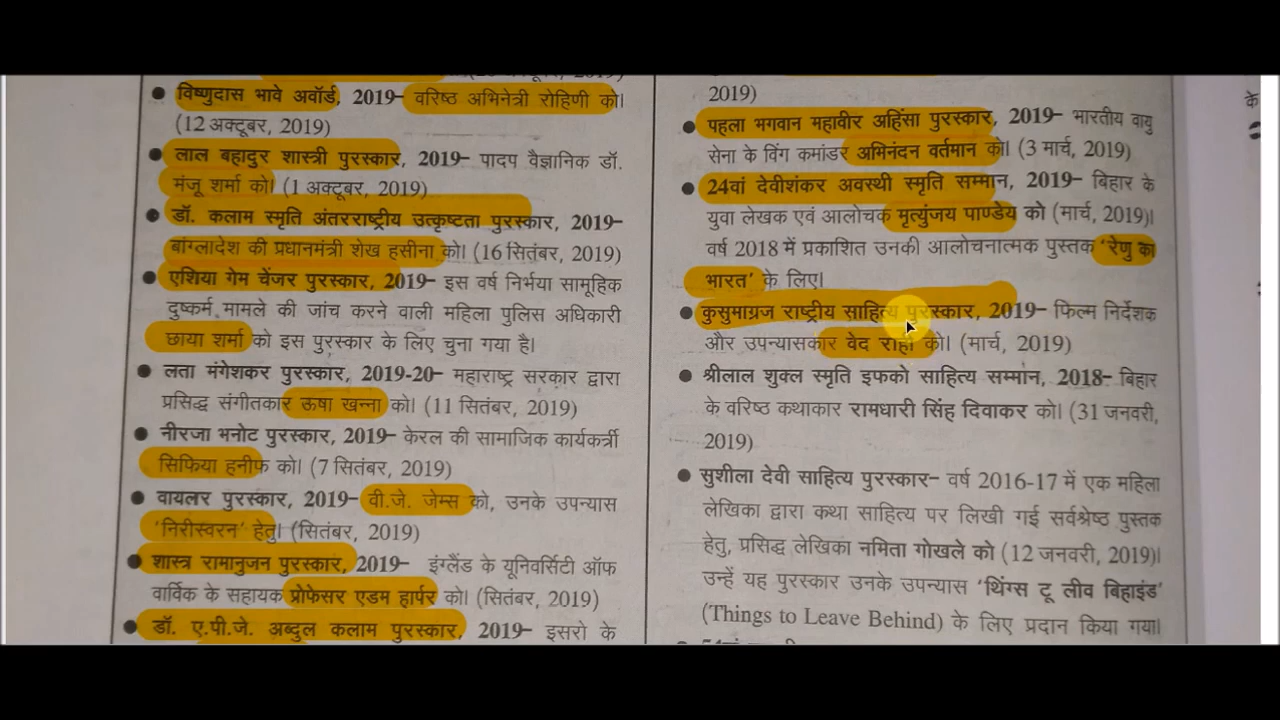 2019)
● विष्णुदास भावे अवॉर्ड, 2019– वरिष्ठ अभिनेत्री रोहिणी को।
(12 अक्टूबर, 2019)
● लाल बहादुर शास्त्री पुरस्कार, 2019– पादप वैज्ञानिक डॉ.
मंजू शर्मा को। (1 अक्टूबर, 2019)
● डॉ. कलाम स्मृति अंतरराष्ट्रीय उत्कृष्टता पुरस्कार, 2019–
बांग्लादेश की प्रधानमंत्री शेख हसीना को। (16 सितंबर, 2019)
● एशिया गेम चेंजर पुरस्कार, 2019– इस वर्ष निर्भया सामूहिक
दुष्कर्म मामले की जांच करने वाली महिला पुलिस अधिकारी
छाया शर्मा को इस पुरस्कार के लिए चुना गया है।
● लता मंगेशकर पुरस्कार, 2019-20– महाराष्ट्र सरकार द्वारा
प्रसिद्ध संगीतकार ऊषा खन्ना को। (11 सितंबर, 2019)
● नीरजा भनोट पुरस्कार, 2019– केरल की सामाजिक कार्यकर्त्री
सिफिया हनीफ को। (7 सितंबर, 2019)
● वायलर पुरस्कार, 2019– वी.जे. जेम्स को, उनके उपन्यास
'निरीस्वरन' हेतु। (सितंबर, 2019)
● शास्त्र रामानुजन पुरस्कार, 2019– इंग्लैंड के यूनिवर्सिटी ऑफ
वार्विक के सहायक प्रोफेसर एडम हार्पर को। (सितंबर, 2019)
● डॉ. ए.पी.जे. अब्दुल कलाम पुरस्कार, 2019– इसरो के
2019)
● पहला भगवान महावीर अहिंसा पुरस्कार, 2019– भारतीय वायु
सेना के विंग कमांडर अभिनंदन वर्तमान को। (3 मार्च, 2019)
● 24वां देवीशंकर अवस्थी स्मृति सम्मान, 2019– बिहार के
युवा लेखक एवं आलोचक मृत्युंजय पाण्डेय को (मार्च, 2019)।
वर्ष 2018 में प्रकाशित उनकी आलोचनात्मक पुस्तक 'रेणु का
भारत' के लिए।
● कुसुमाग्रज राष्ट्रीय साहित्य पुरस्कार, 2019– फिल्म निर्देशक
और उपन्यासकार वेद राही को। (मार्च, 2019)
● श्रीलाल शुक्ल स्मृति इफको साहित्य सम्मान, 2018– बिहार
के वरिष्ठ कथाकार रामधारी सिंह दिवाकर को। (31 जनवरी,
2019)
● सुशीला देवी साहित्य पुरस्कार– वर्ष 2016-17 में एक महिला
लेखिका द्वारा कथा साहित्य पर लिखी गई सर्वश्रेष्ठ पुस्तक
हेतु, प्रसिद्ध लेखिका नमिता गोखले को (12 जनवरी, 2019)।
उन्हें यह पुरस्कार उनके उपन्यास 'थिंग्स टू लीव बिहाइंड'
(Things to Leave Behind) के लिए प्रदान किया गया।
के